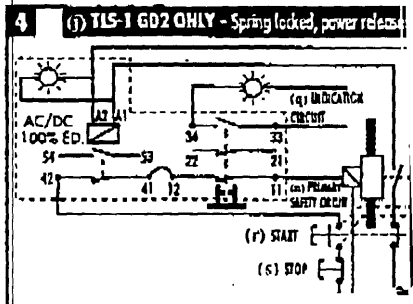 4 (j) TLS-1 GD2 ONLY - Spring locked, power release
(q) INDICATION
CIRCUIT
A2 A1
AC/DC
100% ED.
34 33
54 53
22 21
42 41 12 11
(m) PRIMARY
SAFETY CIRCUIT
(r) START
(s) STOP